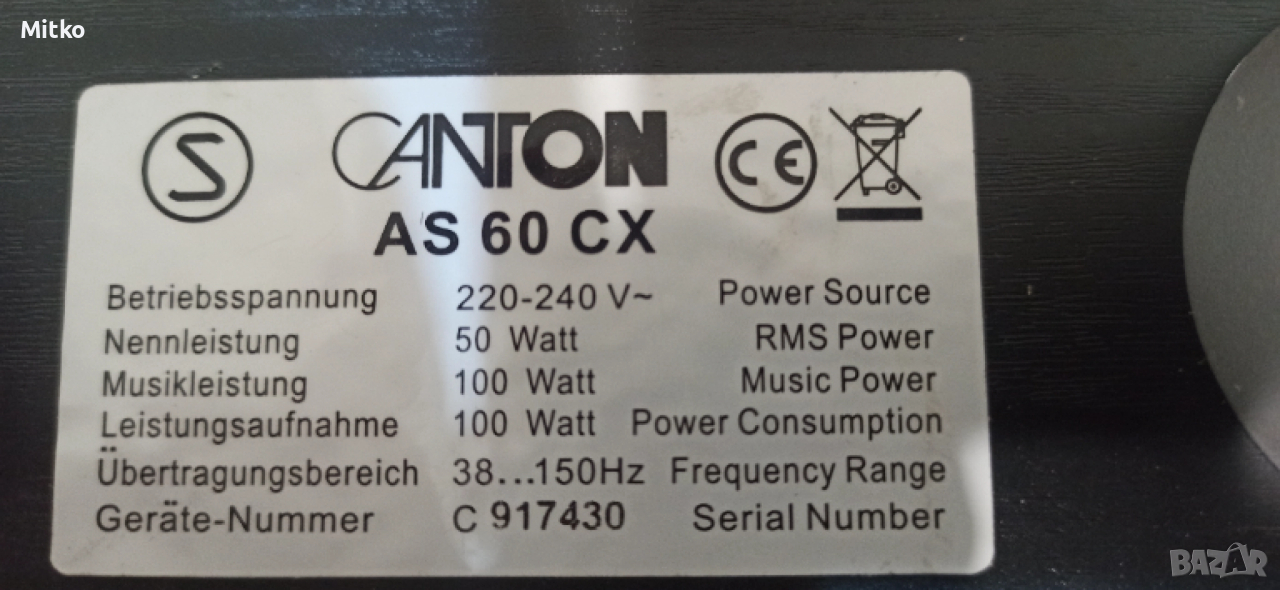 Mitko
S CANTON CE
AS 60 CX
Betriebsspannung 220-240 V~ Power Source
Nennleistung 50 Watt RMS Power
Musikleistung 100 Watt Music Power
Leistungsaufnahme 100 Watt Power Consumption
Übertragungsbereich 38...150Hz Frequency Range
Geräte-Nummer C 917430 Serial Number
BAZAR